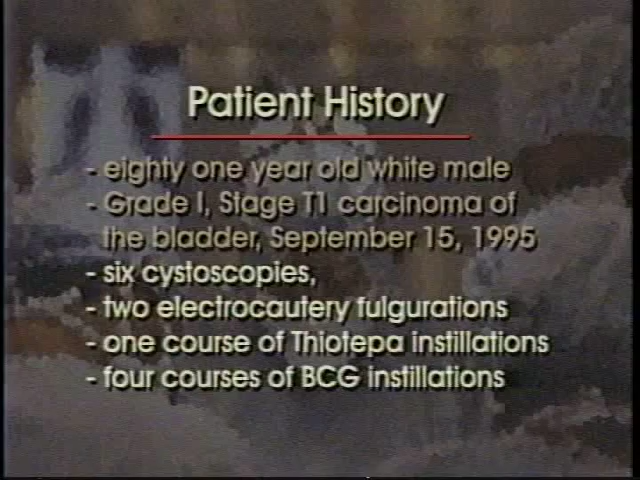 Patient History
- eighty one year old white male
- Grade I, Stage T1 carcinoma of
the bladder, September 15, 1995
- six cystoscopies,
- two electrocautery fulgurations
- one course of Thiotepa instillations
- four courses of BCG instillations